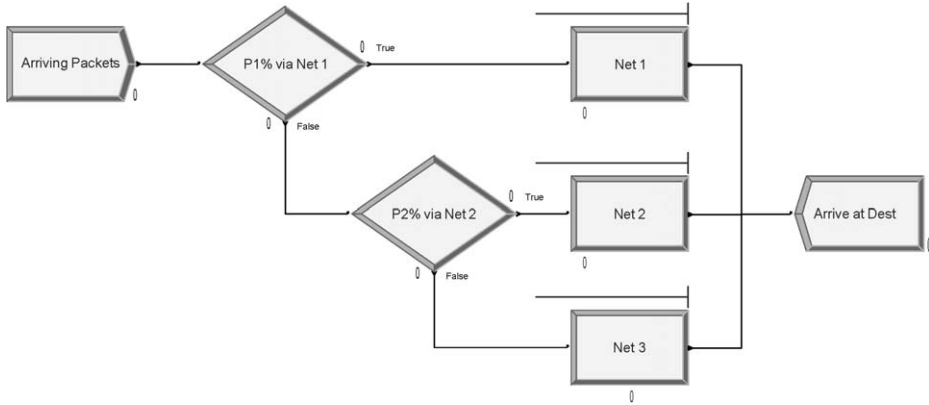 Arriving Packets
0
P1% via Net 1
0
True
0
False
Net 1
0
P2% via Net 2
0
True
0
False
Net 2
0
Net 3
0
Arrive at Dest
0